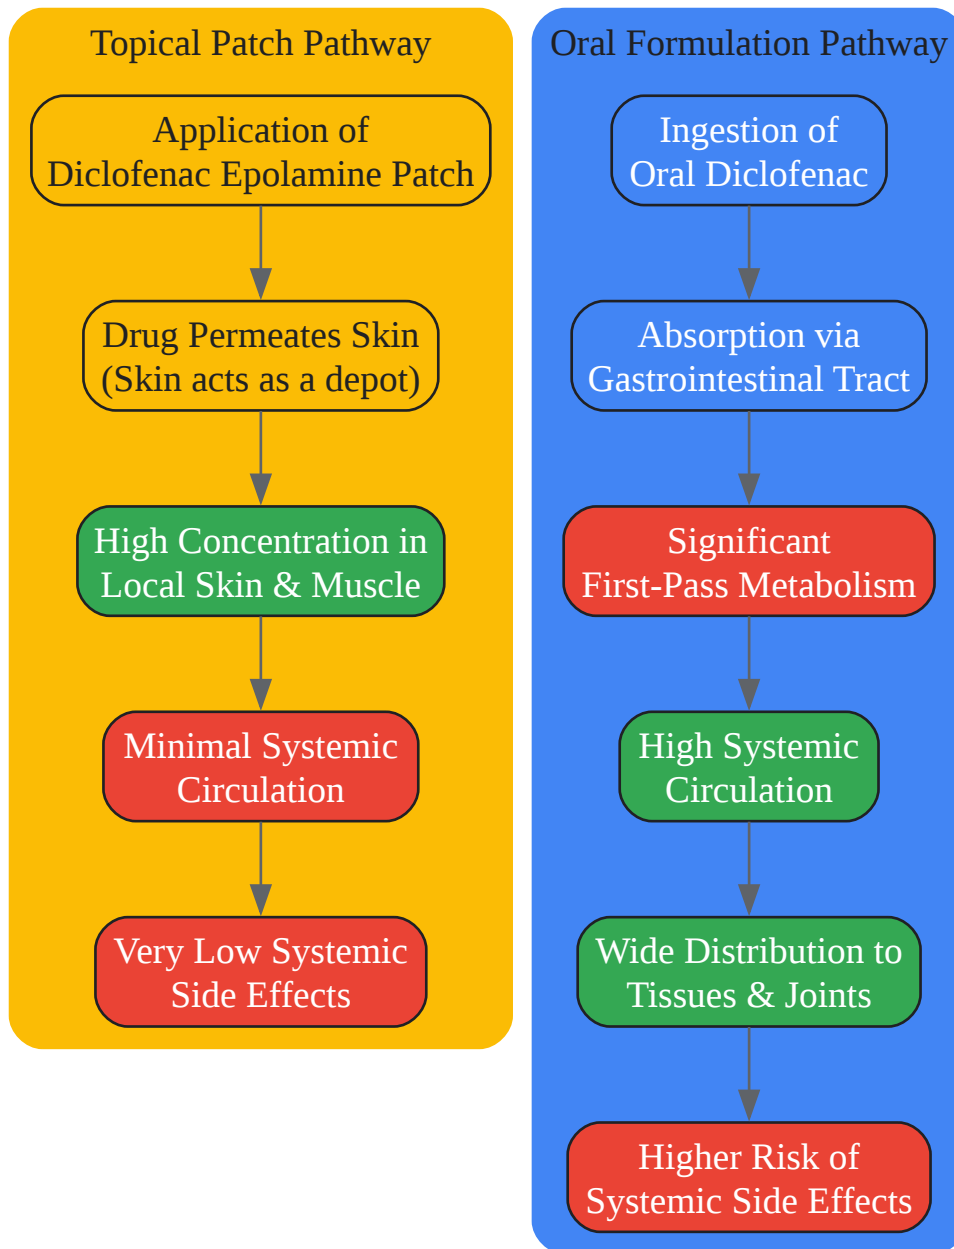 Topical Patch Pathway
Application of
Diclofenac Epolamine Patch
Drug Permeates Skin
(Skin acts as a depot)
High Concentration in
Local Skin & Muscle
Minimal Systemic
Circulation
Very Low Systemic
Side Effects
Oral Formulation Pathway
Ingestion of
Oral Diclofenac
Absorption via
Gastrointestinal Tract
Significant
First-Pass Metabolism
High Systemic
Circulation
Wide Distribution to
Tissues & Joints
Higher Risk of
Systemic Side Effects